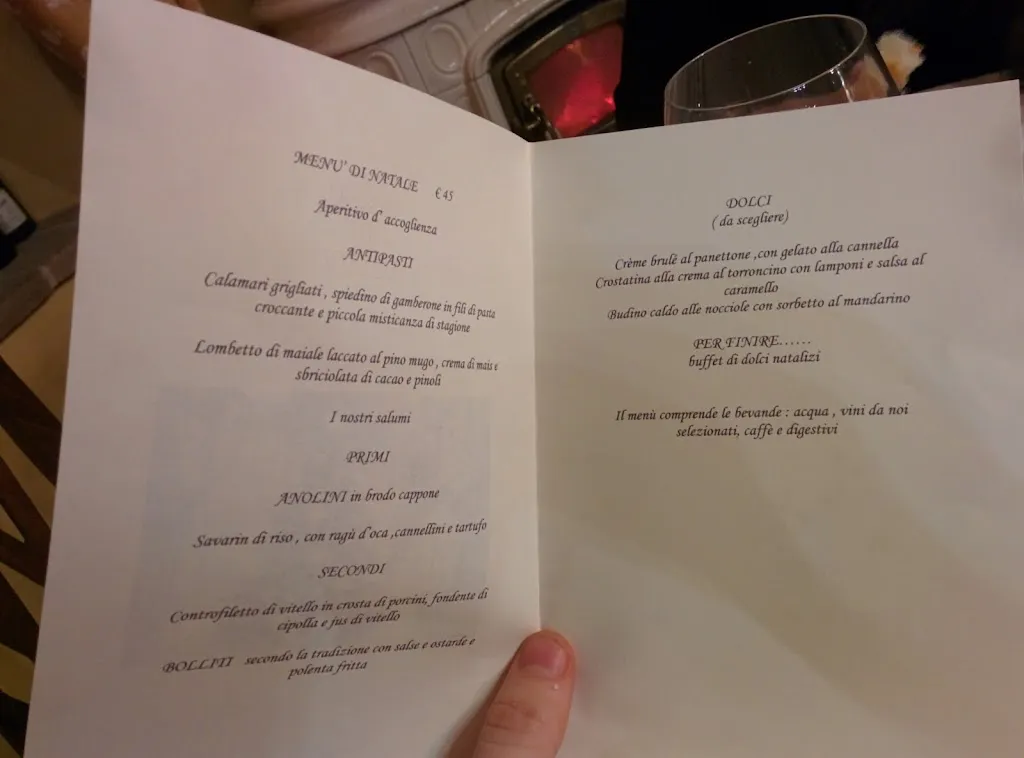 MENU' DI NATALE € 45
Aperitivo d' accoglienza
ANTIPASTI
Calamari grigliati , spiedino di gamberone in fili di pasta
croccante e piccola misticanza di stagione
Lombetto di maiale laccato al pino mugo , crema di mais e
sbriciolata di cacao e pinoli
I nostri salumi
PRIMI
ANOLINI in brodo cappone
Savarin di riso , con ragù d'oca ,cannellini e tartufo
SECONDI
Controfiletto di vitello in crosta di porcini, fondente di
cipolla e jus di vitello
BOLLITI secondo la tradizione con salse e ostarde e
polenta fritta
DOLCI
( da scegliere)
Crème brulè al panettone ,con gelato alla cannella
Crostatina alla crema al torroncino con lamponi e salsa al
caramello
Budino caldo alle nocciole con sorbetto al mandarino
PER FINIRE......
buffet di dolci natalizi
Il menù comprende le bevande : acqua , vini da noi
selezionati, caffè e digestivi